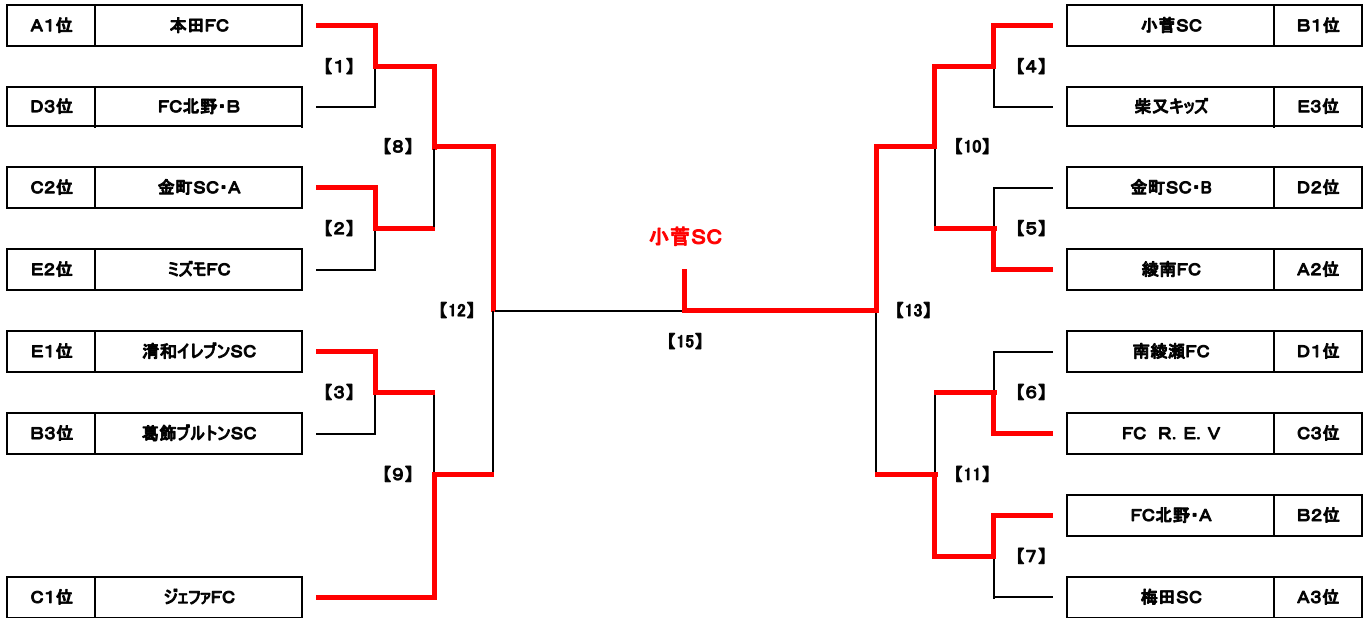 A1位 本田FC
【1】
D3位 FC北野・B
【8】
C2位 金町SC・A
【2】
E2位 ミズモFC
【12】
E1位 清和イレブンSC
【3】
B3位 葛飾ブルトンSC
【9】
C1位 ジェファFC
小菅SC
【15】
小菅SC B1位
【4】
柴又キッズ E3位
【10】
金町SC・B D2位
【5】
綾南FC A2位
【13】
南綾瀬FC D1位
【6】
FC R.E.V C3位
【11】
FC北野・A B2位
【7】
梅田SC A3位